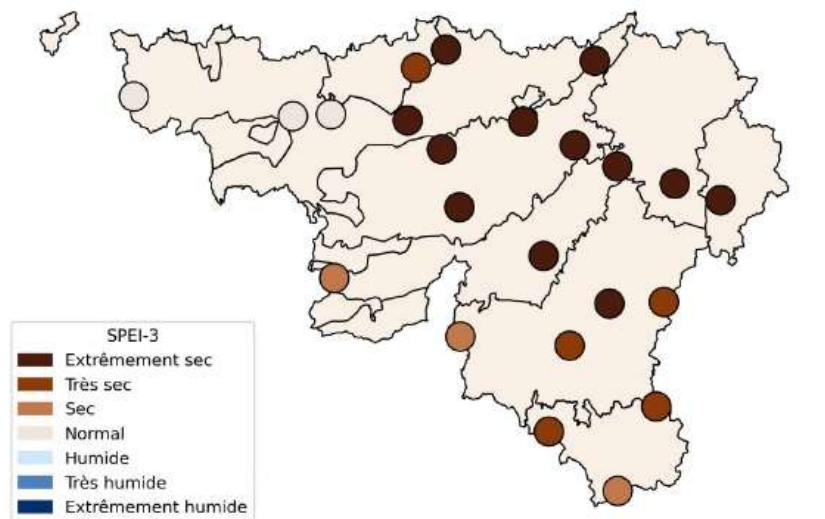 SPEI-3
Extrêmement sec
Très sec
Sec
Normal
Humide
Très humide
Extrêmement humide